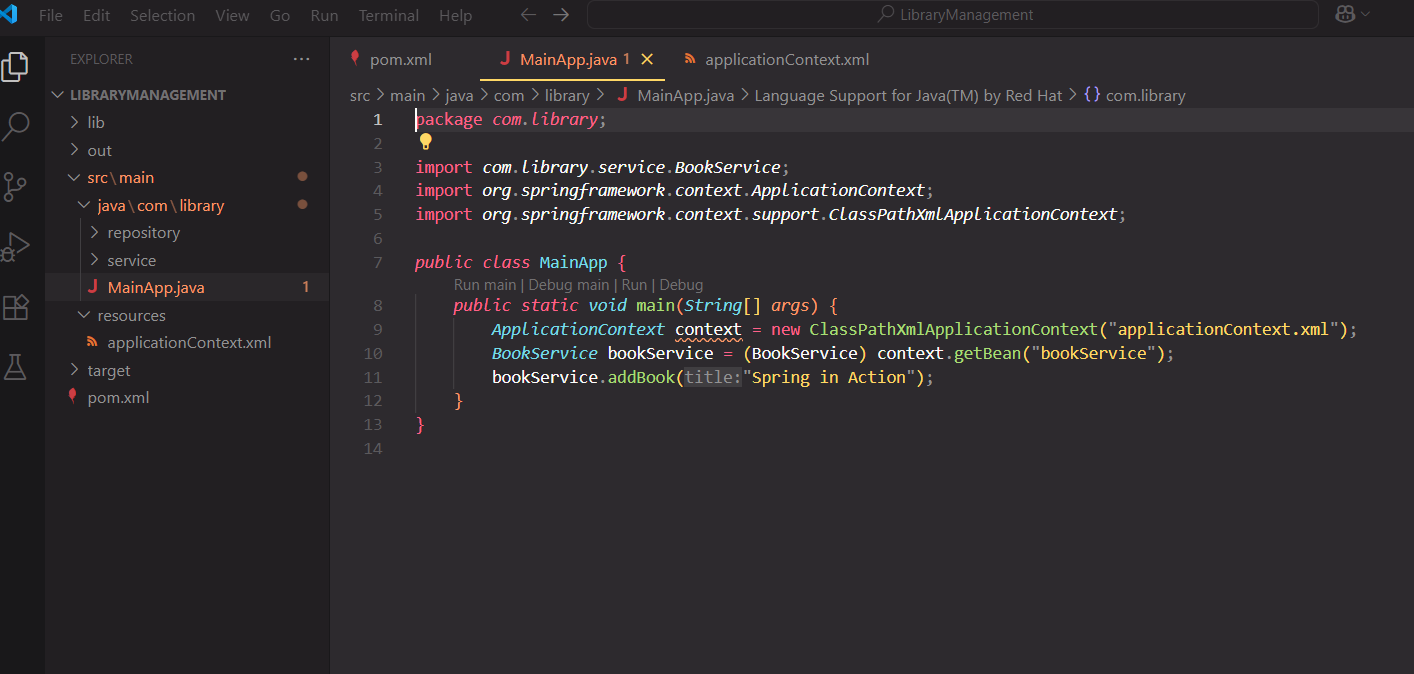 File Edit Selection View Go Run Terminal Help LibraryManagement
EXPLORER
LIBRARYMANAGEMENT
lib
out
src\main
java\com\library
repository
service
MainApp.java 1
resources
applicationContext.xml
target
pom.xml
pom.xml MainApp.java 1 applicationContext.xml
src > main > java > com > library > MainApp.java > Language Support for Java(TM) by Red Hat > {} com.library
1 package com.library;
2
3 import com.library.service.BookService;
4 import org.springframework.context.ApplicationContext;
5 import org.springframework.context.support.ClassPathXmlApplicationContext;
6
7 public class MainApp {
Run main | Debug main | Run | Debug
8 public static void main(String[] args) {
9 ApplicationContext context = new ClassPathXmlApplicationContext("applicationContext.xml");
10 BookService bookService = (BookService) context.getBean("bookService");
11 bookService.addBook(title:"Spring in Action");
12 }
13 }
14